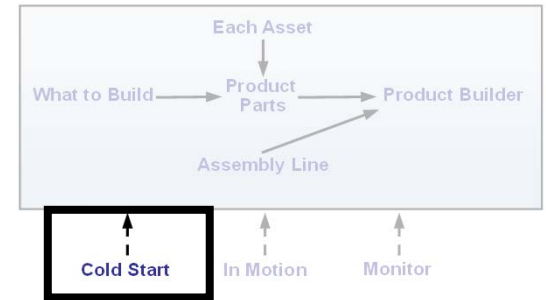 Each Asset
What to Build
Product
Parts
Product Builder
Assembly Line
Cold Start
In Motion
Monitor